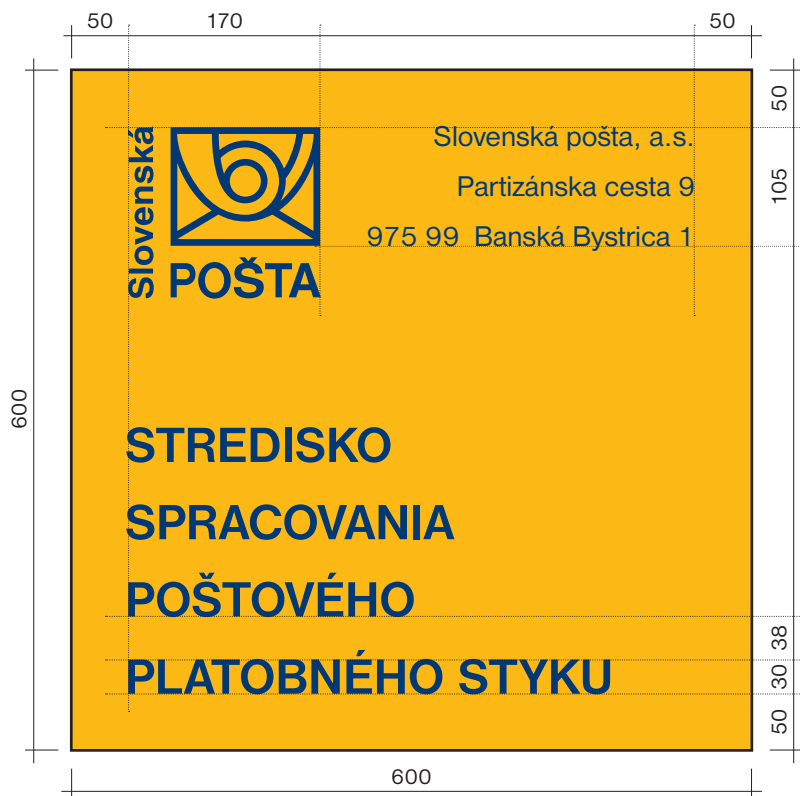 50 170 50
50
105
Slovenská
POŠTA
Slovenská pošta, a.s.
Partizánska cesta 9
975 99 Banská Bystrica 1
600
STREDISKO
SPRACOVANIA
POŠTOVÉHO
PLATOBNÉHO STYKU
38
30
50
600